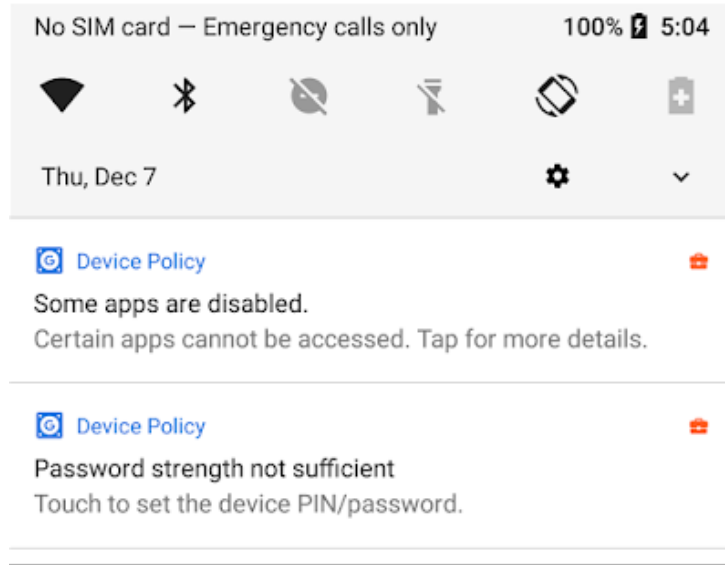 No SIM card — Emergency calls only 100% 5:04
Thu, Dec 7
Device Policy
Some apps are disabled.
Certain apps cannot be accessed. Tap for more details.
Device Policy
Password strength not sufficient
Touch to set the device PIN/password.